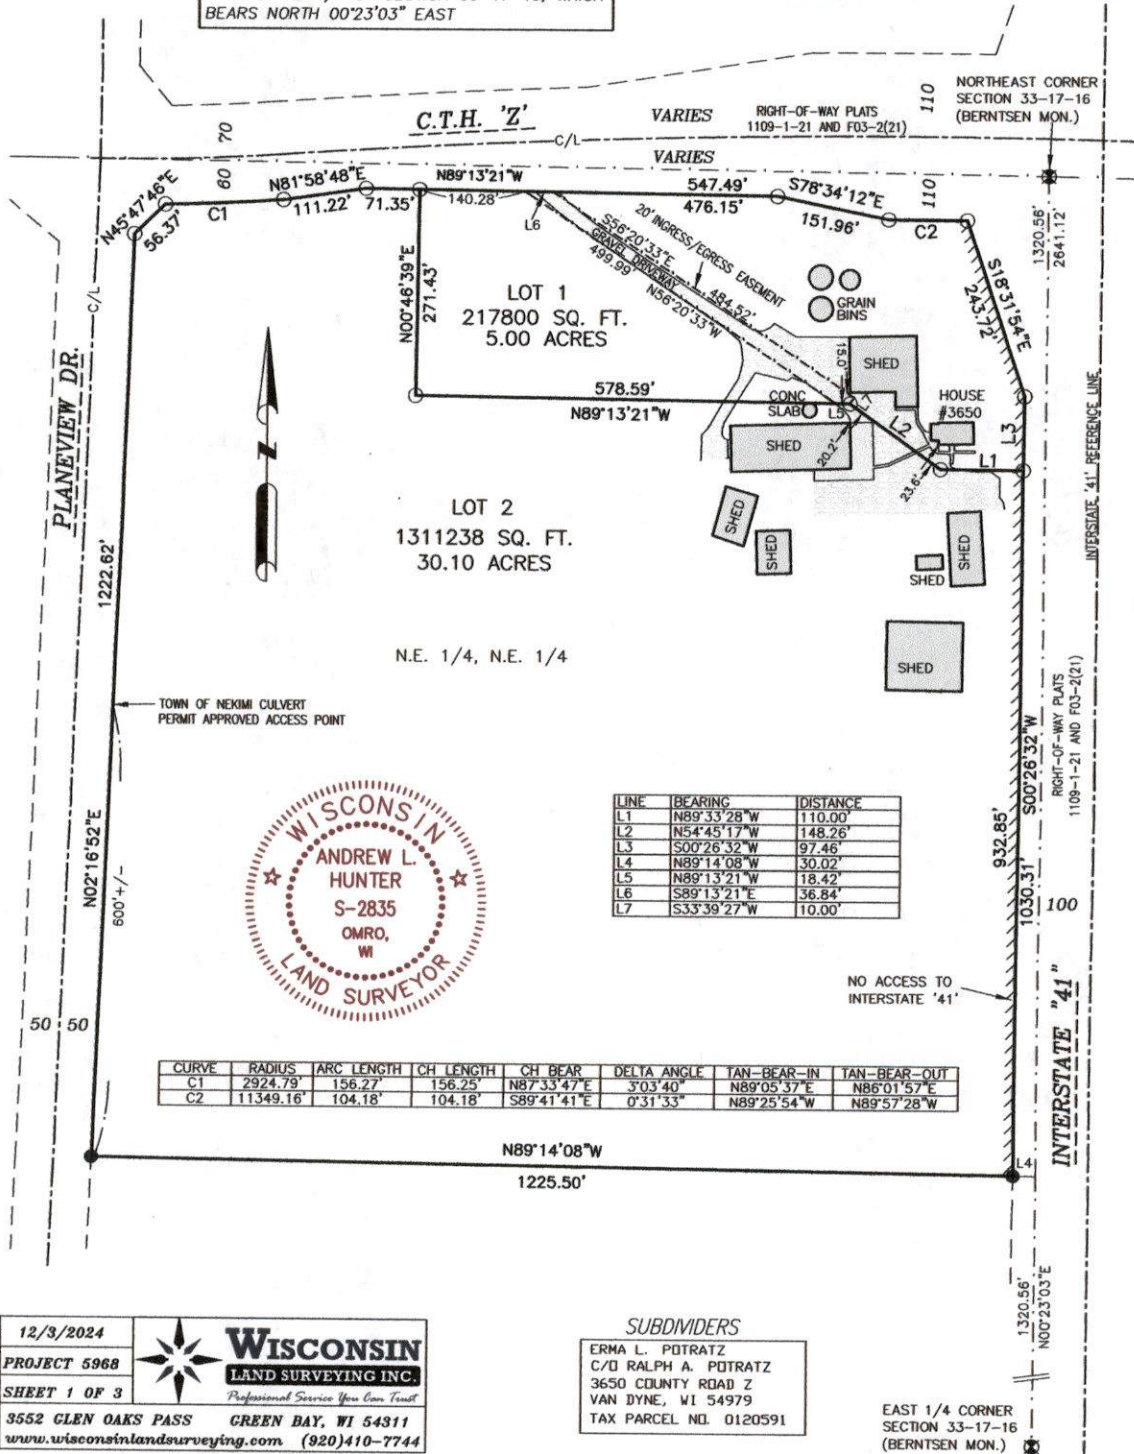 BEARS NORTH 00°23'03" EAST
NORTHEAST CORNER
SECTION 33-17-16
(BERNTSEN MON.)
C.T.H. 'Z'
VARIES
RIGHT-OF-WAY PLATS
1109-1-21 AND F03-2(21)
110
70
C/L
VARIES
60
N45°47'46"E
56.37'
C1
N81°58'48"E
111.22'
71.35'
N89°13'21"W
140.28'
547.49'
476.15'
S78°34'12"E
151.96'
110
C2
1320.56'
2641.12'
L6
S56°20'33"E
20' INGRESS/EGRESS EASEMENT
GRAVEL DRIVEWAY
499.99'
484.52'
N56°20'33"W
N00°46'39"E
271.43'
LOT 1
217800 SQ. FT.
5.00 ACRES
GRAIN
BINS
S18°31'54"E
243.72'
C/L
PLANEVIEW DR.
15.0'
SHED
578.59'
N89°13'21"W
CONC
SLAB
L5
L7
L2
HOUSE
#3650
L3
L1
SHED
20.2'
23.6'
INTERSTATE '41' REFERENCE LINE
LOT 2
1311238 SQ. FT.
30.10 ACRES
SHED
SHED
SHED
SHED
SHED
1222.62'
N.E. 1/4, N.E. 1/4
TOWN OF NEKIMI CULVERT
PERMIT APPROVED ACCESS POINT
RIGHT-OF-WAY PLATS
1109-1-21 AND F03-2(21)
S00°26'32"W
932.85'
1030.31'
100
N02°16'52"E
600'+/-
WISCONSIN
ANDREW L.
HUNTER
S-2835
OMRO,
WI
LAND SURVEYOR
LINE BEARING DISTANCE
L1 N89°33'28"W 110.00'
L2 N54°45'17"W 148.26'
L3 S00°26'32"W 97.46'
L4 N89°14'08"W 30.02'
L5 N89°13'21"W 18.42'
L6 S89°13'21"E 36.84'
L7 S33°39'27"W 10.00'
NO ACCESS TO
INTERSTATE '41'
INTERSTATE "41"
50 50
CURVE RADIUS ARC LENGTH CH LENGTH CH BEAR DELTA ANGLE TAN-BEAR-IN TAN-BEAR-OUT
C1 2924.79' 156.27' 156.25' N87°33'47"E 3°03'40" N89°05'37"E N86°01'57"E
C2 11349.16' 104.18' 104.18' S89°41'41"E 0°31'33" N89°25'54"W N89°57'28"W
N89°14'08"W
1225.50'
L4
1320.56'
N00°23'03"E
12/3/2024
PROJECT 5968
SHEET 1 OF 3
WISCONSIN
LAND SURVEYING INC.
Professional Service You Can Trust
3552 GLEN OAKS PASS GREEN BAY, WI 54311
www.wisconsinlandsurveying.com (920)410-7744
SUBDIVIDERS
ERMA L. POTRATZ
C/O RALPH A. POTRATZ
3650 COUNTY ROAD Z
VAN DYNE, WI 54979
TAX PARCEL NO. 0120591
EAST 1/4 CORNER
SECTION 33-17-16
(BERNTSEN MON.)